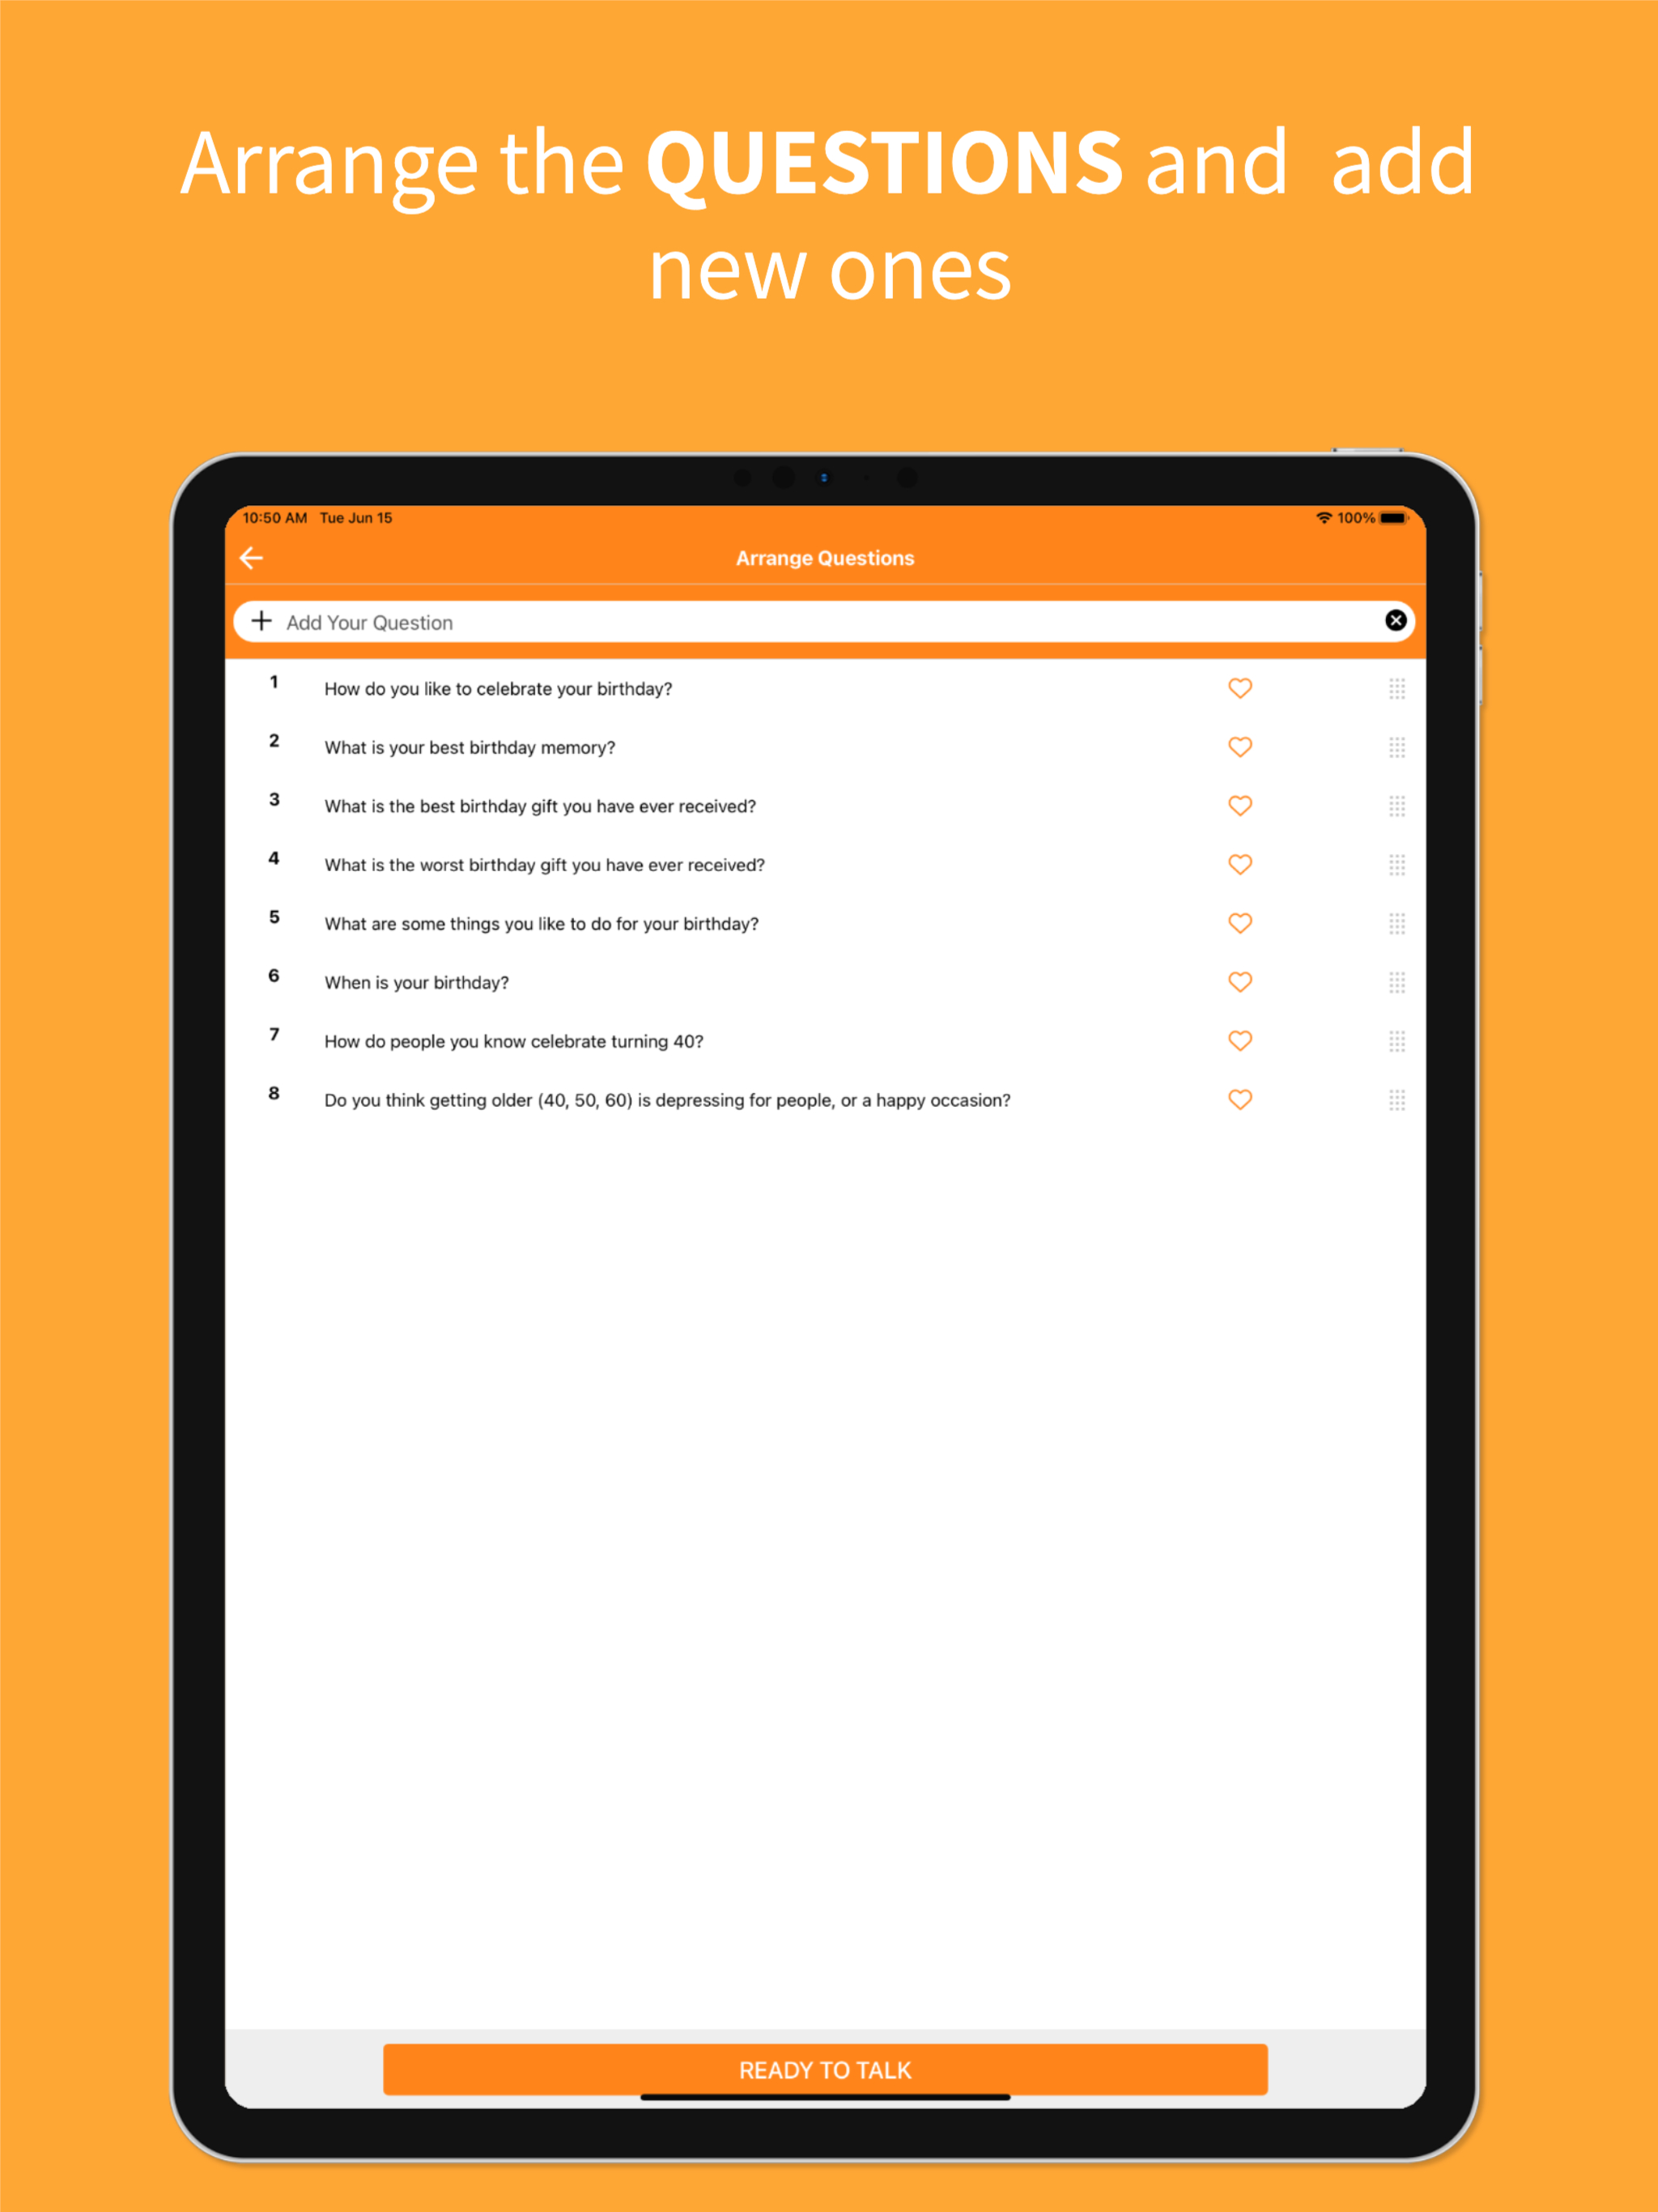 Arrange the QUESTIONS and  add
new ones
10:50 AM Tue Jun 15 100%
Arrange Questions
Add Your Question
1 How do you like to celebrate your birthday?
2 What is your best birthday memory?
3 What is the best birthday gift you have ever received?
4 What is the worst birthday gift you have ever received?
5 What are some things you like to do for your birthday?
6 When is your birthday?
7 How do people you know celebrate turning 40?
8 Do you think getting older (40, 50, 60) is depressing for people, or a happy occasion?
READY TO TALK